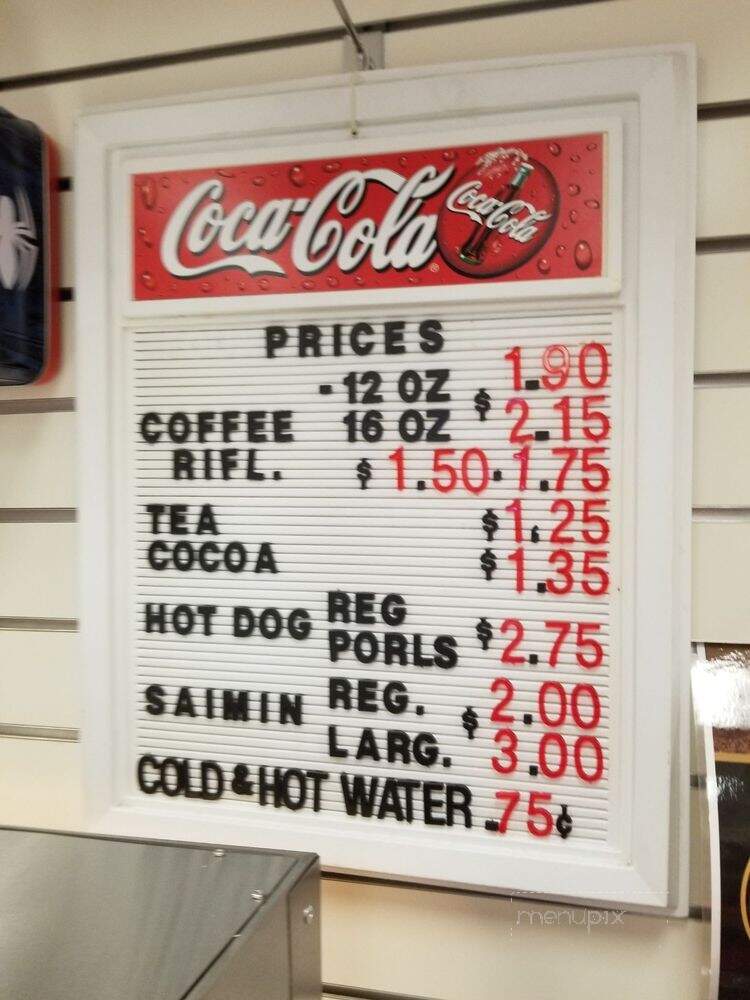 Coca-Cola Coca-Cola
PRICES
- 12 OZ $ 1.90
COFFEE 16 OZ 2.15
RIFL. $ 1.50 - 1.75
TEA $ 1.25
COCOA $ 1.35
HOT DOG REG
PORLS $ 2.75
SAIMIN REG. $ 2.00
LARG. 3.00
COLD & HOT WATER .75¢
menupix